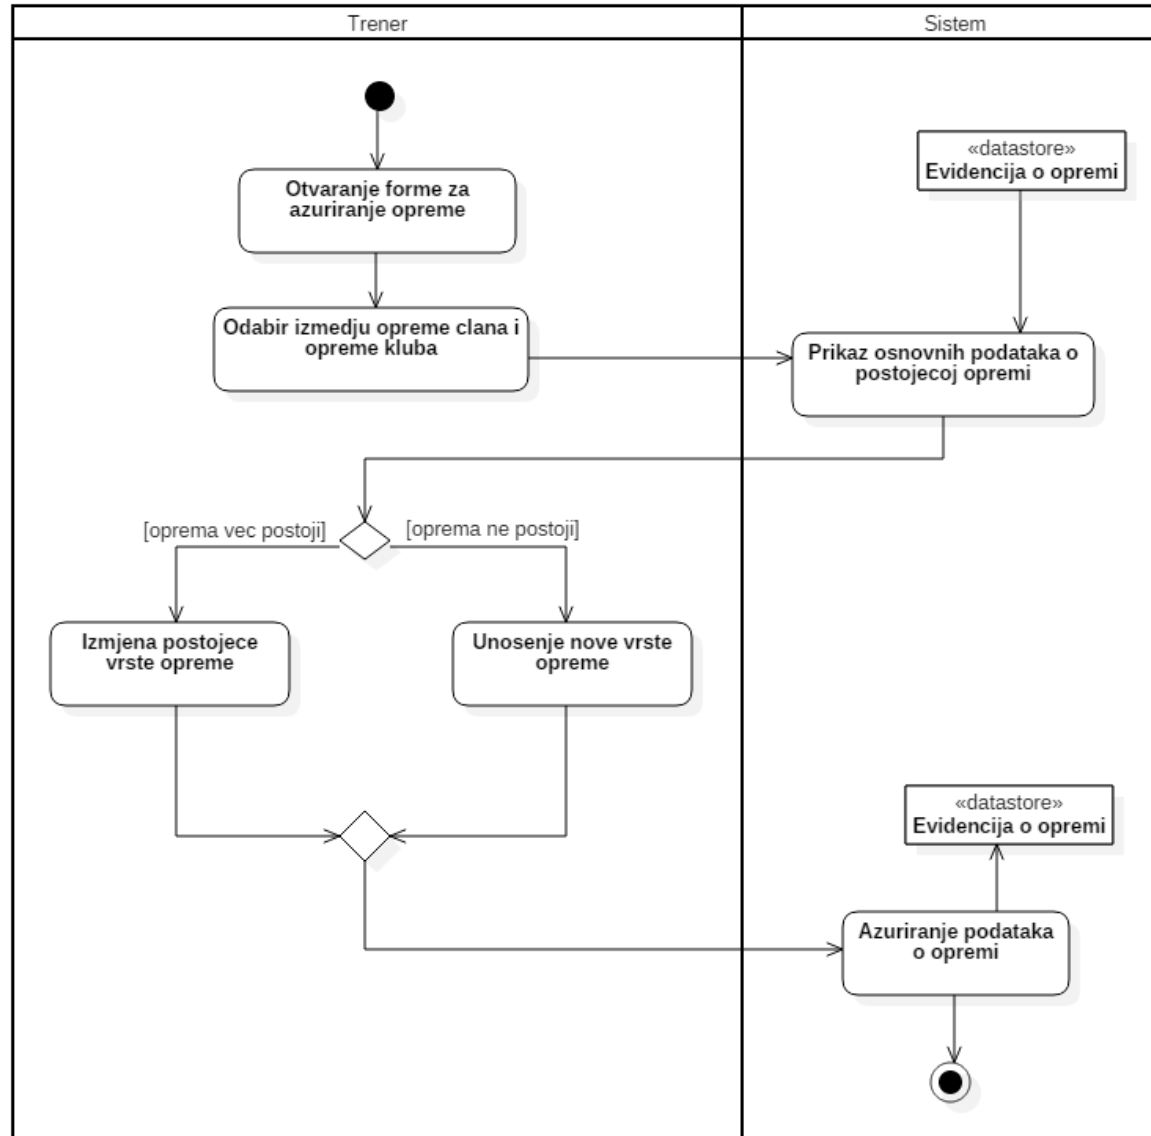 Trener
Sistem
«datastore»
Evidencija o opremi
Otvaranje forme za
azuriranje opreme
Odabir izmedju opreme clana i
opreme kluba
Prikaz osnovnih podataka o
postojecoj opremi
[oprema vec postoji]
[oprema ne postoji]
Izmjena postojece
vrste opreme
Unosenje nove vrste
opreme
«datastore»
Evidencija o opremi
Azuriranje podataka
o opremi